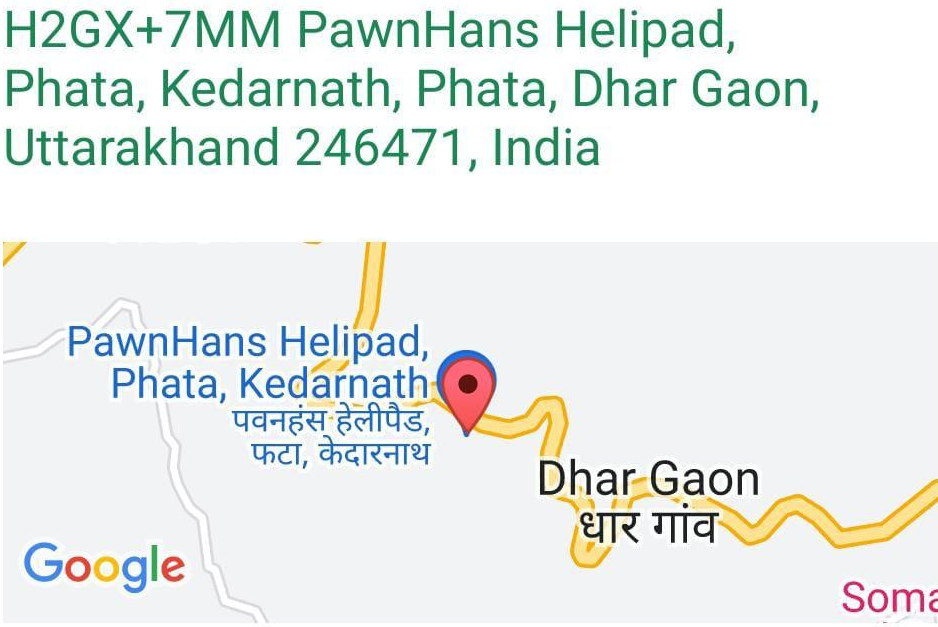 H2GX+7MM PawnHans Helipad,
Phata, Kedarnath, Phata, Dhar Gaon,
Uttarakhand 246471, India
PawnHans Helipad,
Phata, Kedarnath
पवनहंस हेलीपैड,
फटा, केदारनाथ
Dhar Gaon
धार गांव
Google
Soma